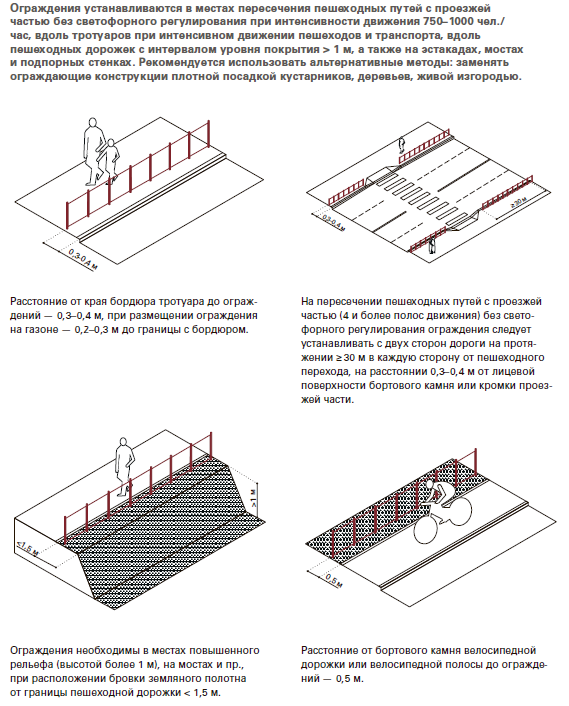 Ограждения устанавливаются в местах пересечения пешеходных путей с проезжей
частью без светофорного регулирования при интенсивности движения 750–1000 чел./
час, вдоль тротуаров при интенсивном движении пешеходов и транспорта, вдоль
пешеходных дорожек с интервалом уровня покрытия > 1 м, а также на эстакадах, мостах
и подпорных стенках. Рекомендуется использовать альтернативные методы: заменять
ограждающие конструкции плотной посадкой кустарников, деревьев, живой изгородью.
0,3-0,4 м
0,3-0,4м
≥30 м
Расстояние от края бордюра тротуара до ограж-
дений — 0,3–0,4 м, при размещении ограждения
на газоне — 0,2–0,3 м до границы с бордюром.
На пересечении пешеходных путей с проезжей
частью (4 и более полос движения) без свето-
форного регулирования ограждения следует
устанавливать с двух сторон дороги на протя-
жении ≥ 30 м в каждую сторону от пешеходного
перехода, на расстоянии 0,3–0,4 м от лицевой
поверхности бортового камня или кромки проез-
жей части.
<1,5 м
>1 м
0,5м
Ограждения необходимы в местах повышенного
рельефа (высотой более 1 м), на мостах и пр.,
при расположении бровки земляного полотна
от границы пешеходной дорожки < 1,5 м.
Расстояние от бортового камня велосипедной
дорожки или велосипедной полосы до огражде-
ний — 0,5 м.